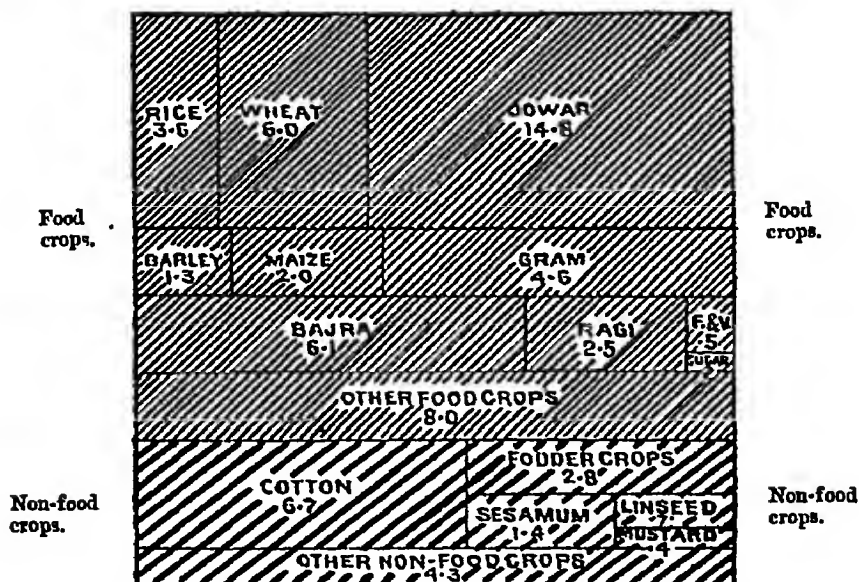 RICE
3·6
WHEAT
6·0
JOWAR
14·8
Food
crops.
Food
crops.
BARLEY
1·3
MAIZE
2·0
GRAM
4·6
BAJRA
6·1
RAGI
2·5
F.&V.
·5
SUGAR
OTHER FOOD CROPS
8·0
Non-food
crops.
Non-food
crops.
COTTON
6·7
FODDER CROPS
2·8
SESAMUM
1·4
LINSEED
·7
MUSTARD
·4
OTHER NON-FOOD CROPS
4·3